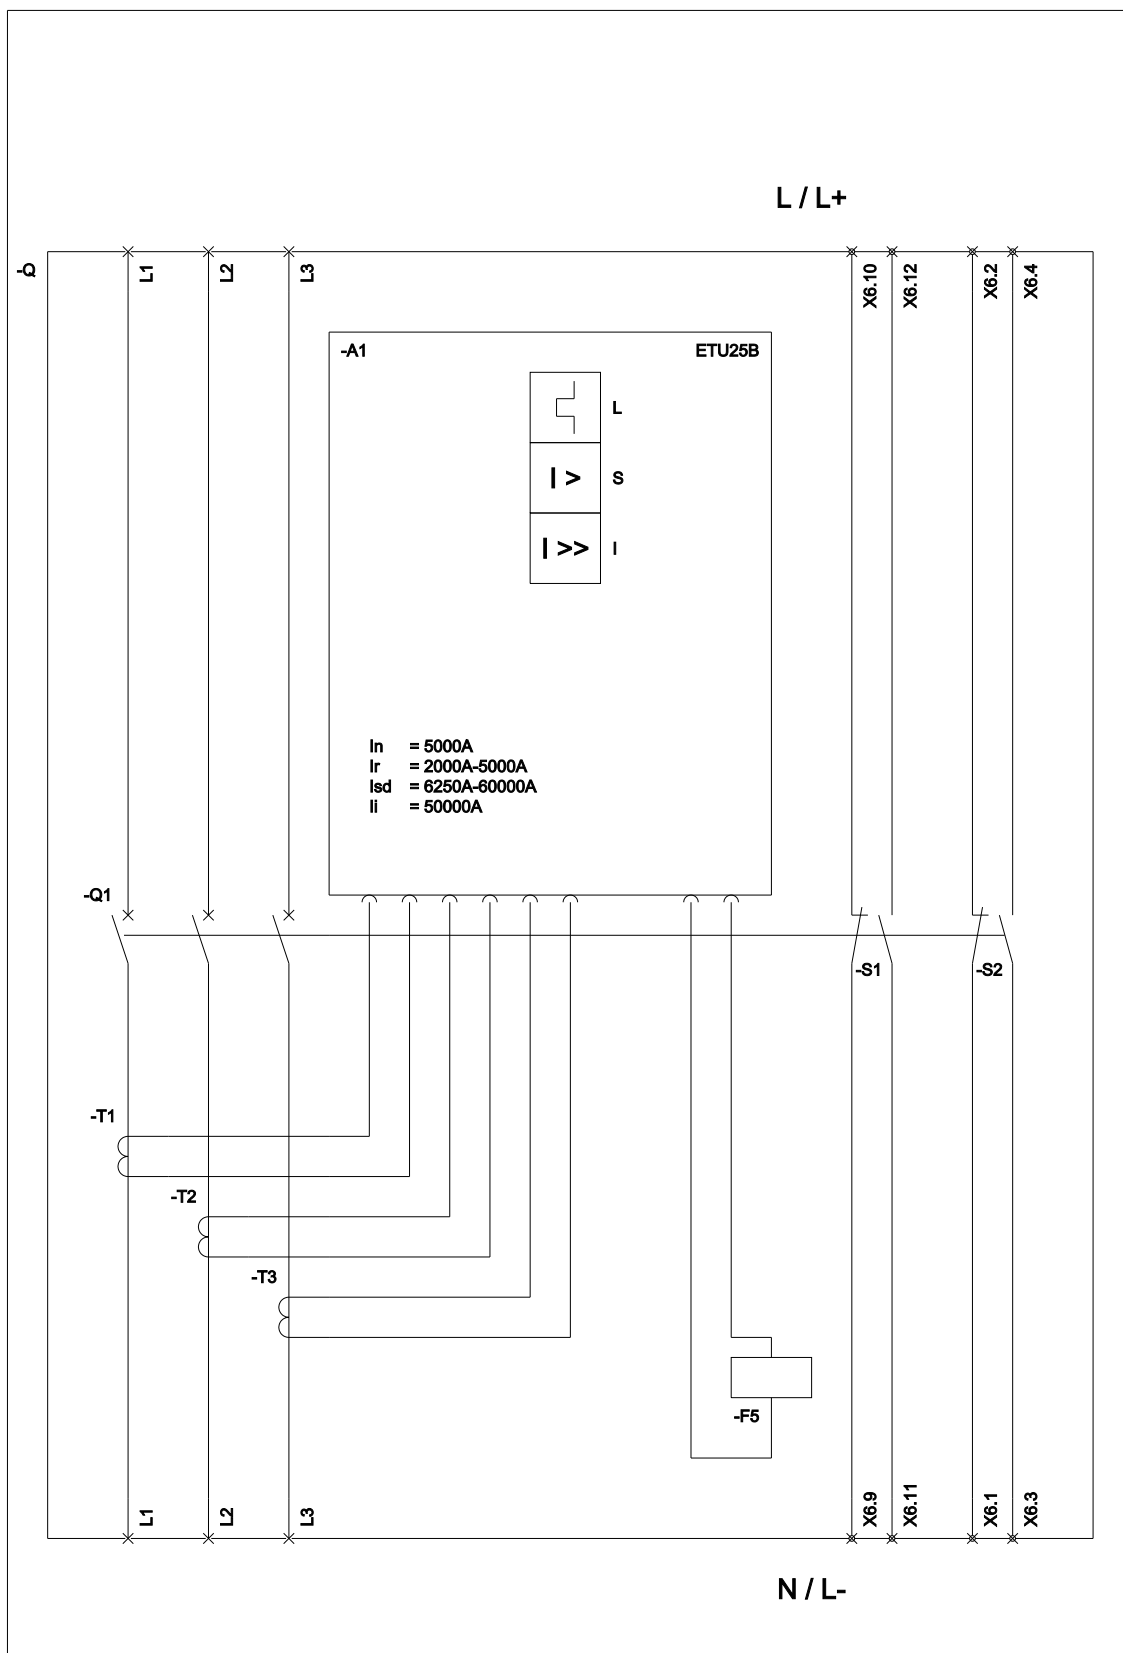 L / L+
-Q
L1
L2
L3
X6.10
X6.12
X6.2
X6.4
-A1
ETU25B
L
I >
S
I >>
I
In = 5000A
Ir = 2000A-5000A
Isd = 6250A-60000A
Ii = 50000A
-Q1
-S1
-S2
-T1
-T2
-T3
-F5
L1
L2
L3
X6.9
X6.11
X6.1
X6.3
N / L-